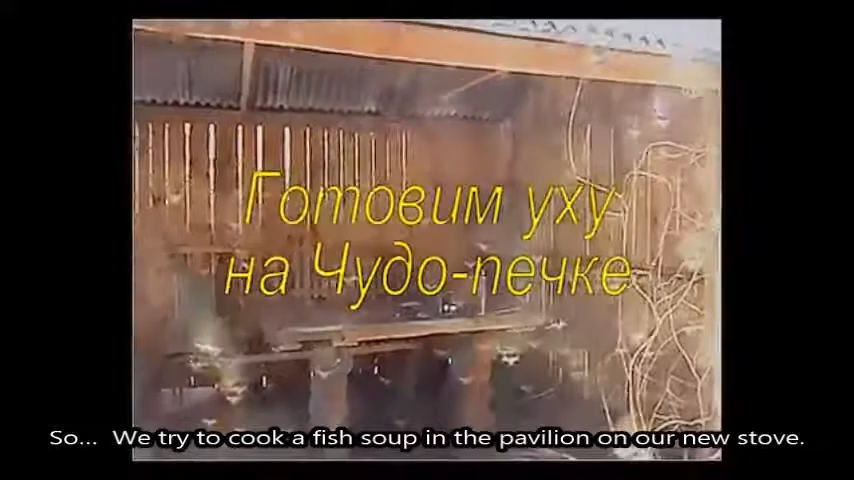 Готовим уху
на Чудо-печке
So... We try to cook a fish soup in the pavilion on our new stove.